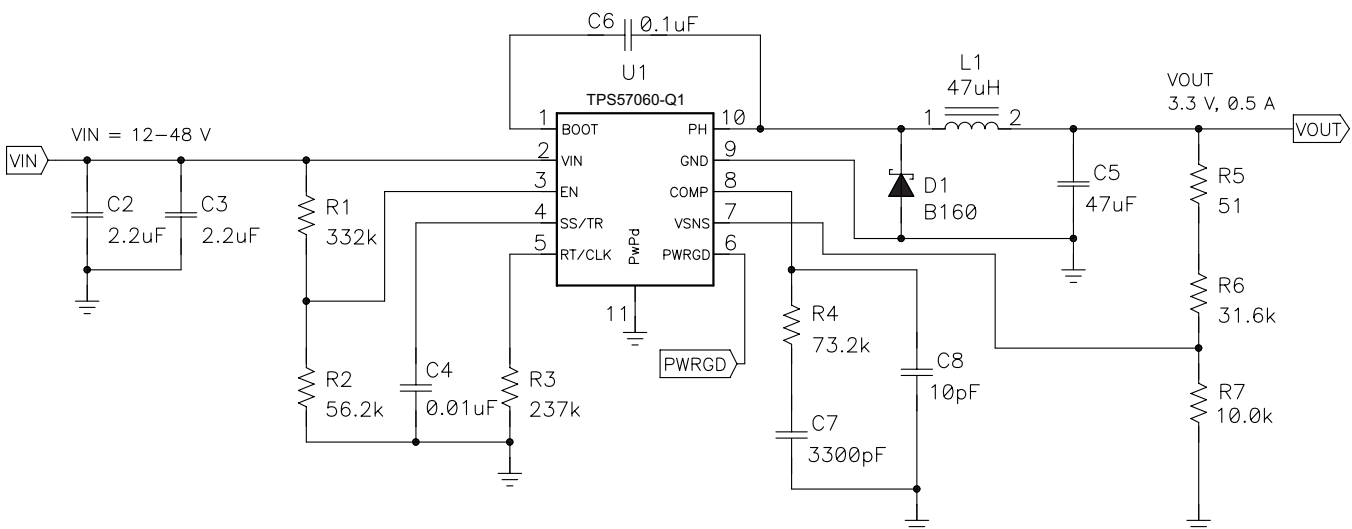 C6
0.1uF
U1
TPS57060-Q1
L1
47uH
VOUT
3.3 V, 0.5 A
VIN = 12-48 V
VIN
VOUT
1
BOOT
PH
10
1
2
2
VIN
GND
9
3
EN
COMP
8
4
SS/TR
VSNS
7
5
RT/CLK
PWRGD
6
PwPd
11
C2
2.2uF
C3
2.2uF
R1
332k
D1
B160
C5
47uF
R5
51
R6
31.6k
R4
73.2k
PWRGD
R2
56.2k
C4
0.01uF
R3
237k
C8
10pF
R7
10.0k
C7
3300pF